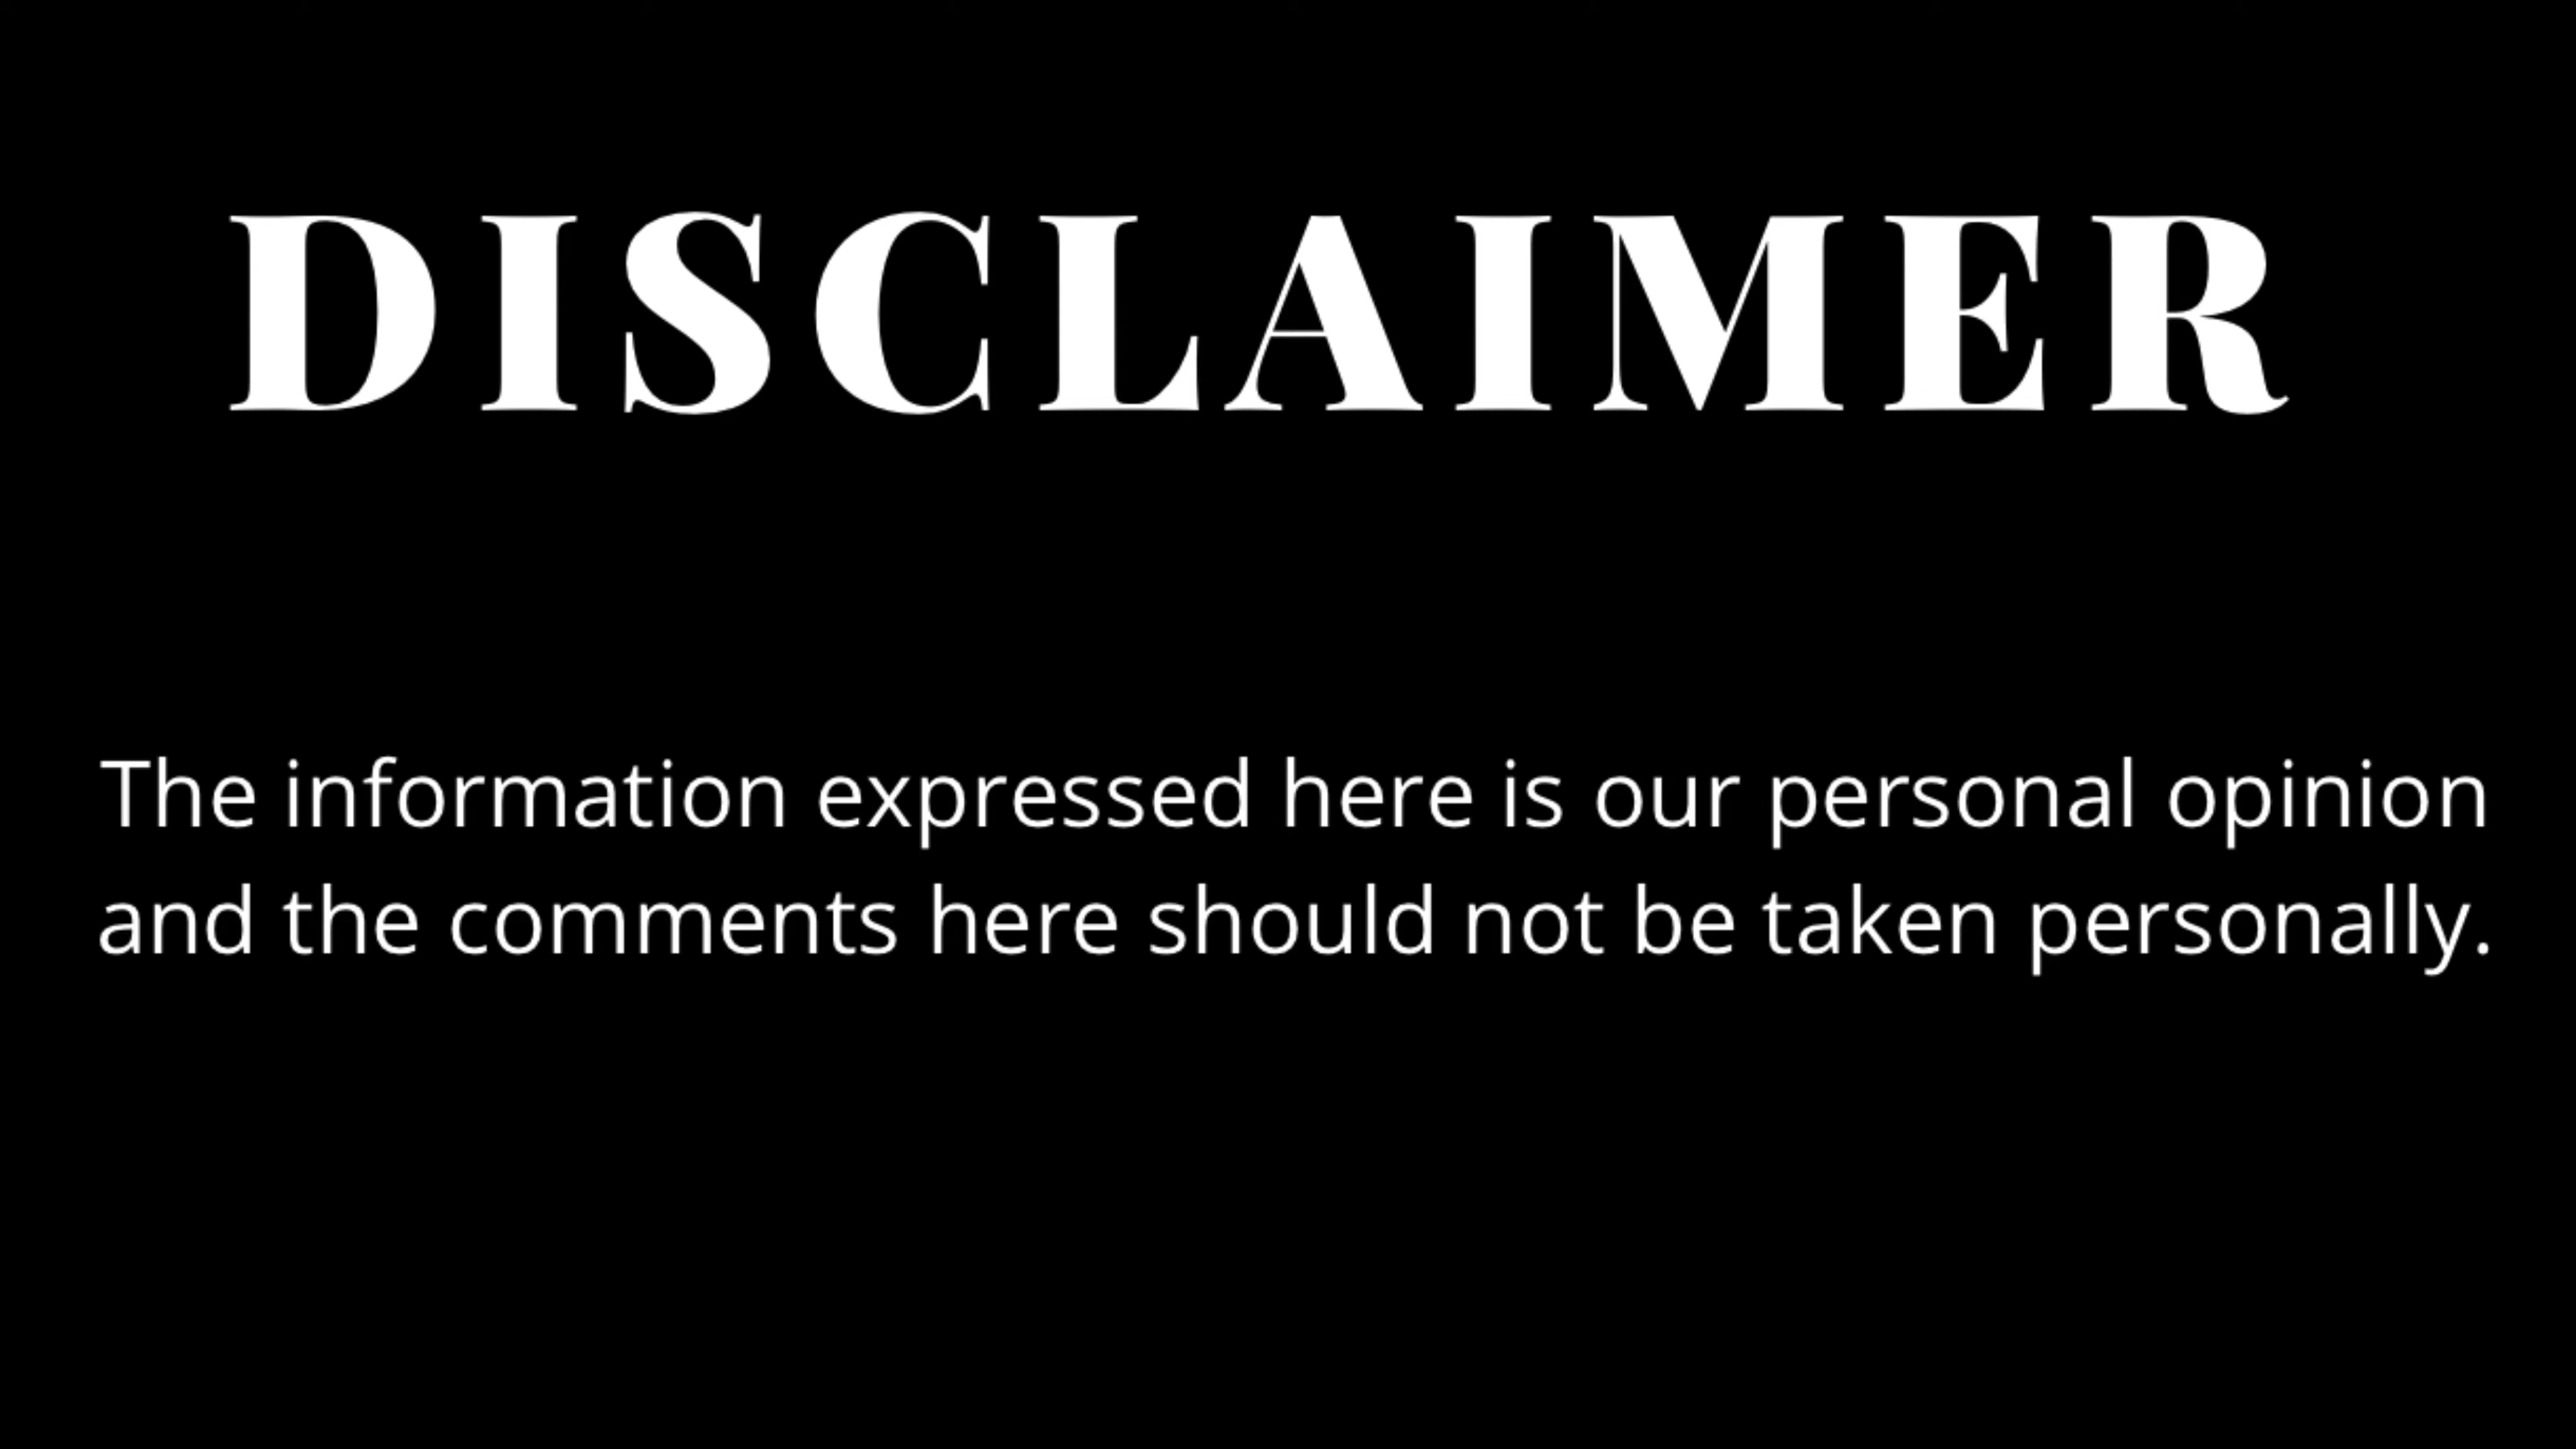 DISCLAIMER
The information expressed here is our personal opinion
and the comments here should not be taken personally.